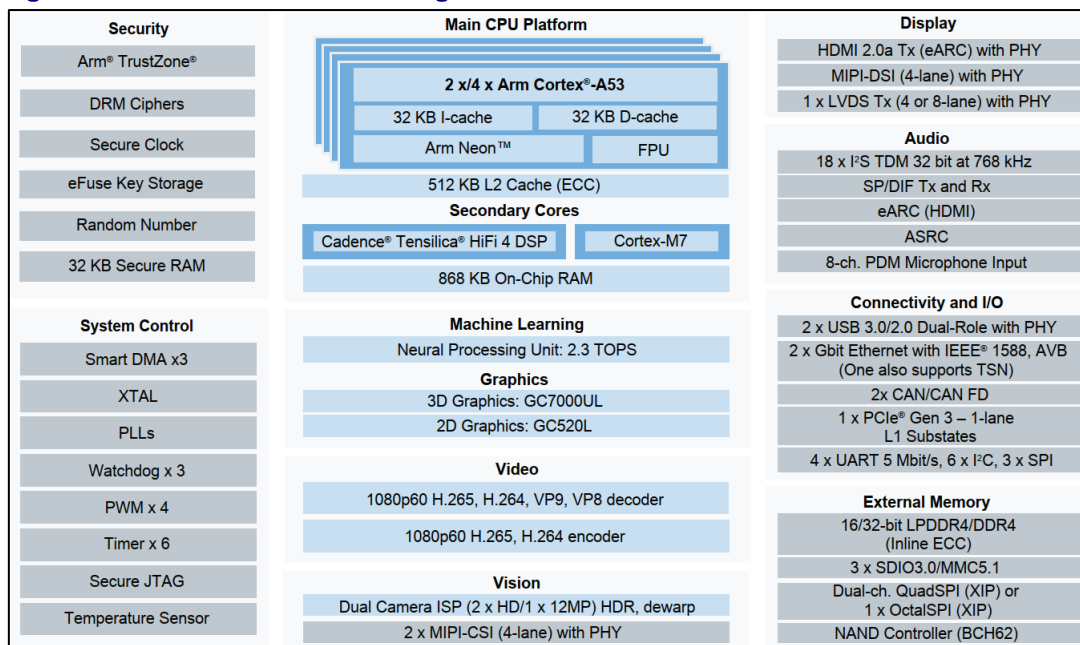 Security
Arm® TrustZone®
DRM Ciphers
Secure Clock
eFuse Key Storage
Random Number
32 KB Secure RAM
System Control
Smart DMA x3
XTAL
PLLs
Watchdog x 3
PWM x 4
Timer x 6
Secure JTAG
Temperature Sensor
Main CPU Platform
2 x/4 x Arm Cortex®-A53
32 KB I-cache
32 KB D-cache
Arm Neon™
FPU
512 KB L2 Cache (ECC)
Secondary Cores
Cadence® Tensilica® HiFi 4 DSP
Cortex-M7
868 KB On-Chip RAM
Machine Learning
Neural Processing Unit: 2.3 TOPS
Graphics
3D Graphics: GC7000UL
2D Graphics: GC520L
Video
1080p60 H.265, H.264, VP9, VP8 decoder
1080p60 H.265, H.264 encoder
Vision
Dual Camera ISP (2 x HD/1 x 12MP) HDR, dewarp
2 x MIPI-CSI (4-lane) with PHY
Display
HDMI 2.0a Tx (eARC) with PHY
MIPI-DSI (4-lane) with PHY
1 x LVDS Tx (4 or 8-lane) with PHY
Audio
18 x I²S TDM 32 bit at 768 kHz
SP/DIF Tx and Rx
eARC (HDMI)
ASRC
8-ch. PDM Microphone Input
Connectivity and I/O
2 x USB 3.0/2.0 Dual-Role with PHY
2 x Gbit Ethernet with IEEE® 1588, AVB
(One also supports TSN)
2x CAN/CAN FD
1 x PCIe® Gen 3 – 1-lane
L1 Substates
4 x UART 5 Mbit/s, 6 x I²C, 3 x SPI
External Memory
16/32-bit LPDDR4/DDR4
(Inline ECC)
3 x SDIO3.0/MMC5.1
Dual-ch. QuadSPI (XIP) or
1 x OctalSPI (XIP)
NAND Controller (BCH62)